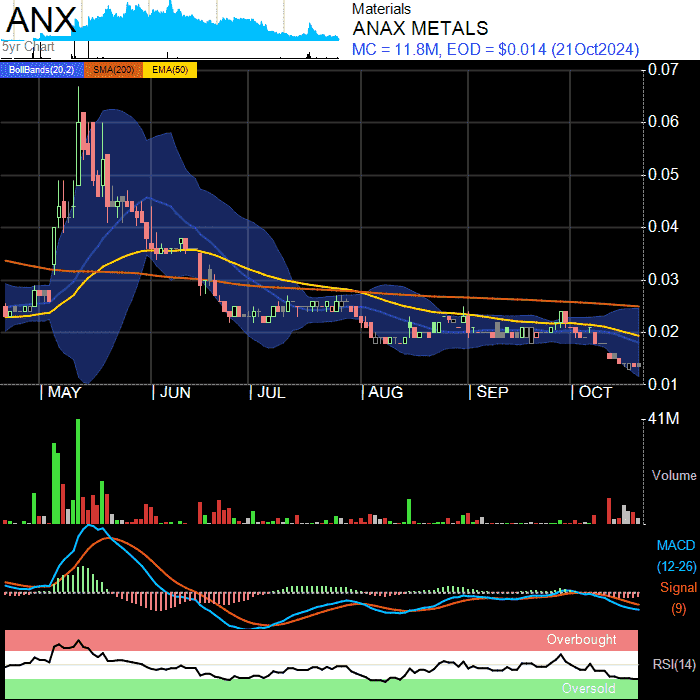 ANX
5yr Chart
Materials
ANAX METALS
MC = 11.8M, EOD = $0.014 (21Oct2024)
BollBands(20,2) SMA(200) EMA(50)
0.07
0.06
0.05
0.04
0.03
0.02
0.01
MAY JUN JUL AUG SEP OCT
41M
Volume
MACD
(12-26)
Signal
(9)
Overbought
RSI(14)
Oversold